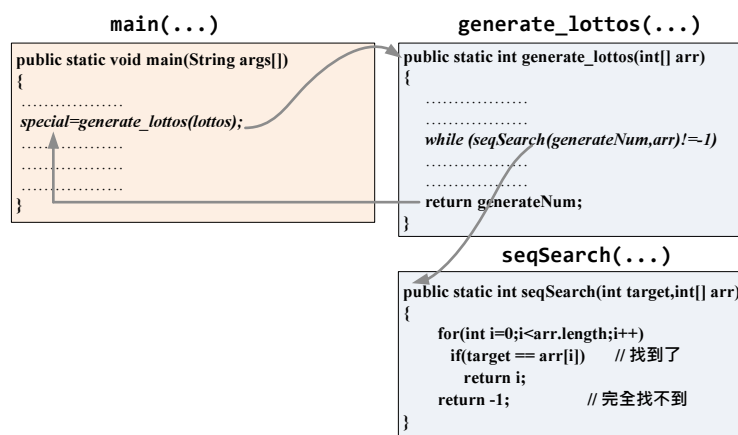 main(...)
public static void main(String args[])
{
.................
special=generate_lottos(lottos);
.................
.................
.................
}
generate_lottos(...)
public static int generate_lottos(int[] arr)
{
.................
.................
while (seqSearch(generateNum,arr)!=-1)
.................
.................
return generateNum;
}
seqSearch(...)
public static int seqSearch(int target,int[] arr)
{
for(int i=0;i<arr.length;i++)
if(target == arr[i]) // 找到了
return i;
return -1; // 完全找不到
}